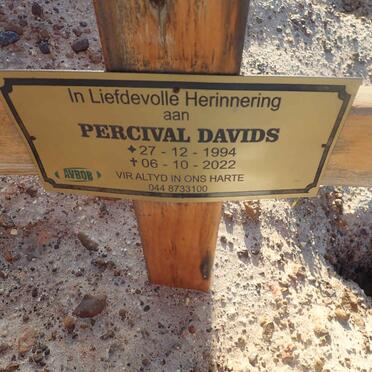 In Liefdevolle Herinnering
aan
PERCIVAL DAVIDS
✦ 27 - 12 - 1994
✝ 06 - 10 - 2022
AVBOB
VIR ALTYD IN ONS HARTE
044 8733100